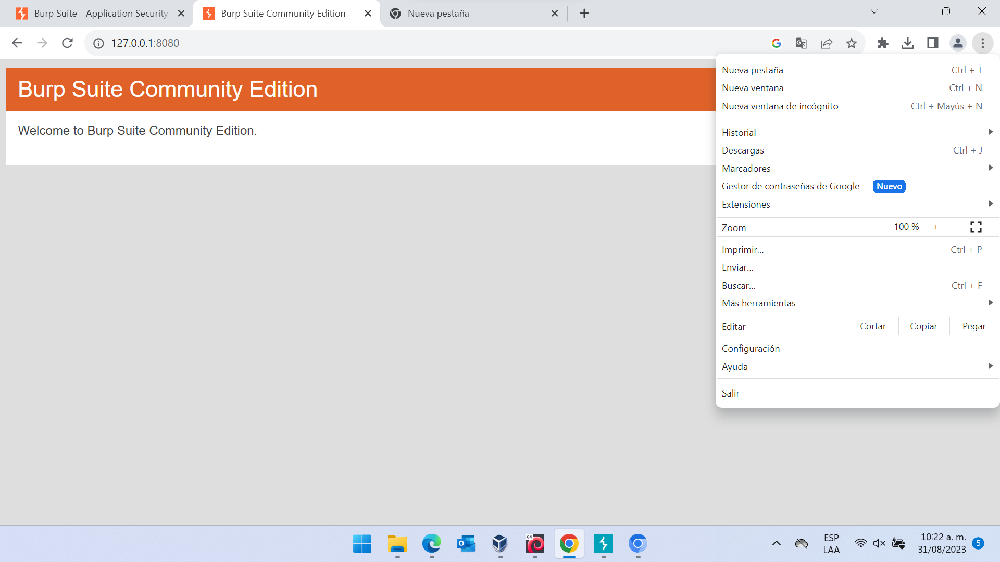 Burp Suite - Application Security
Burp Suite Community Edition
Nueva pestaña
127.0.0.1:8080
Burp Suite Community Edition
Welcome to Burp Suite Community Edition.
Nueva pestaña Ctrl + T
Nueva ventana Ctrl + N
Nueva ventana de incógnito Ctrl + Mayús + N
Historial
Descargas Ctrl + J
Marcadores
Gestor de contraseñas de Google Nuevo
Extensiones
Zoom - 100 % +
Imprimir... Ctrl + P
Enviar...
Buscar... Ctrl + F
Más herramientas
Editar Cortar Copiar Pegar
Configuración
Ayuda
Salir
64
ESP
LAA
10:22 a. m.
31/08/2023
5